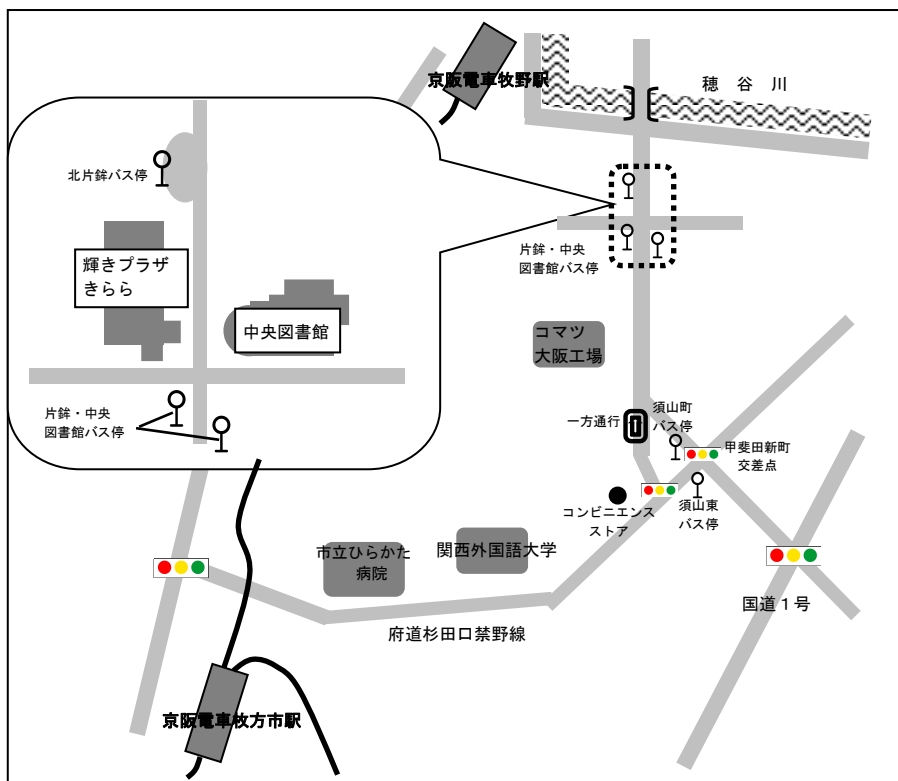 京阪電車牧野駅
穂 谷 川
北片鉾バス停
輝きプラザ
きらら
中央図書館
片鉾・中央
図書館バス停
片鉾・中央
図書館バス停
コマツ
大阪工場
一方通行
須山町
バス停
甲斐田新町
交差点
コンビニエンス
ストア
須山東
バス停
市立ひらかた
病院
関西外国語大学
国道1号
府道杉田口禁野線
京阪電車枚方市駅